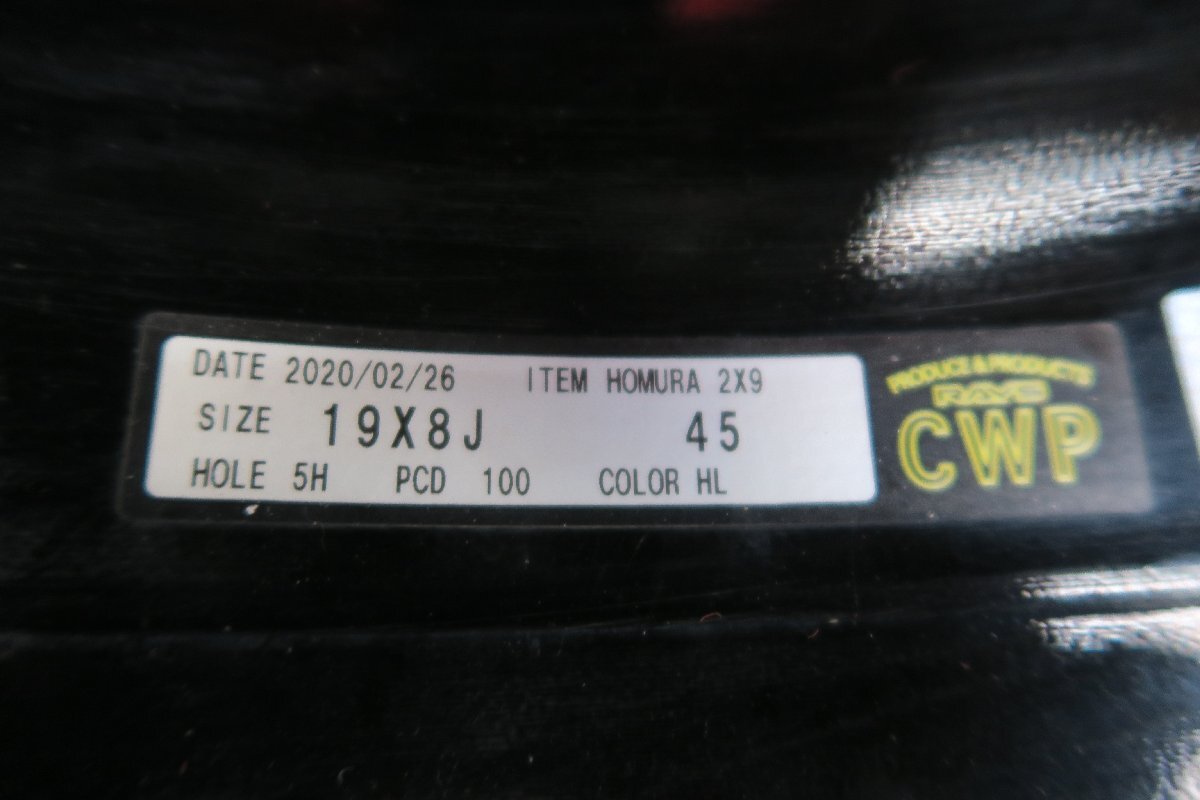 DATE 2020/02/26 ITEM HOMURA 2X9
SIZE 19X8J 45
HOLE 5H PCD 100 COLOR HL
PRODUCE & PRODUCTS
RAYS
CWP